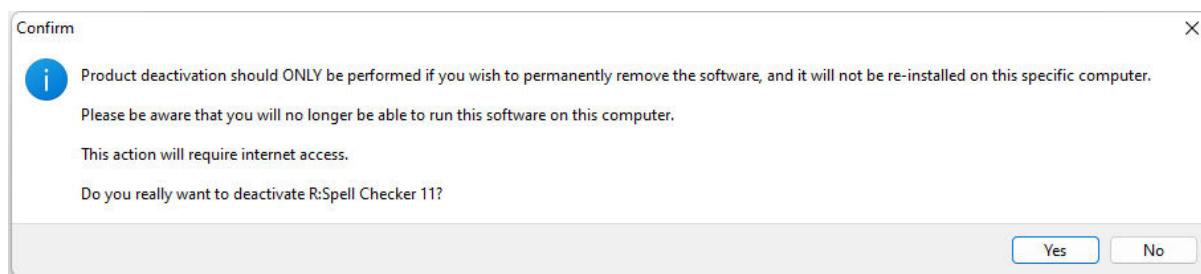 Confirm
Product deactivation should ONLY be performed if you wish to permanently remove the software, and it will not be re-installed on this specific computer.
Please be aware that you will no longer be able to run this software on this computer.
This action will require internet access.
Do you really want to deactivate R:Spell Checker 11?
Yes No